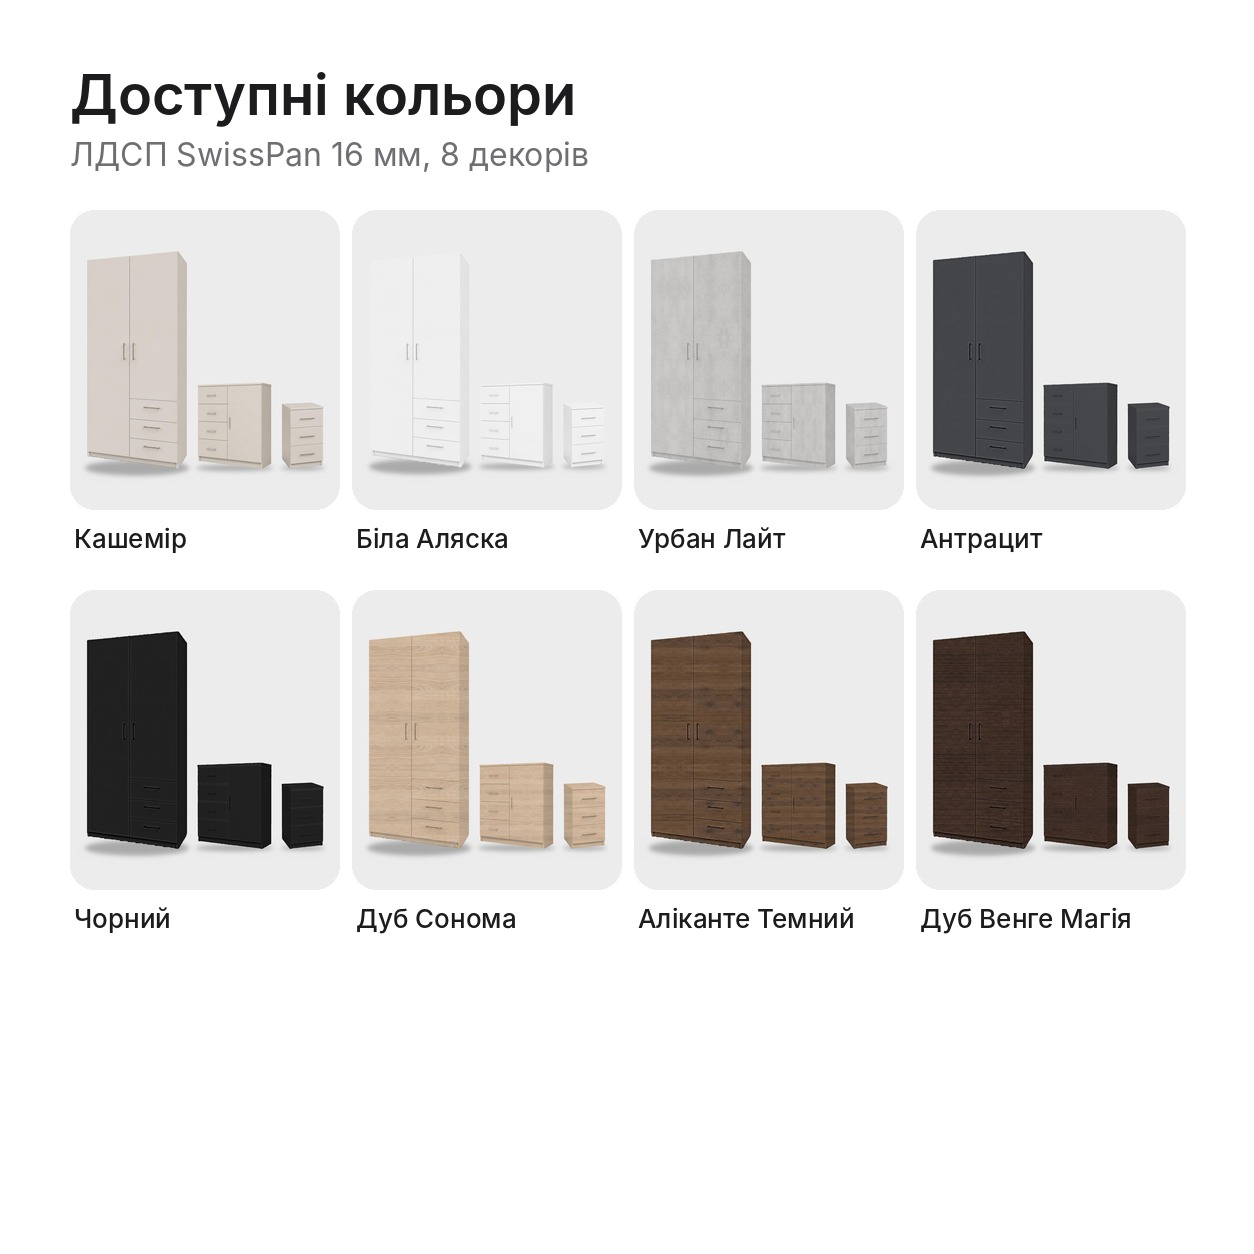 Доступні кольори
ЛДСП SwissPan 16 мм, 8 декорів
Кашемір
Біла Аляска
Урбан Лайт
Антрацит
Чорний
Дуб Сонома
Аліканте Темний
Дуб Венге Магія